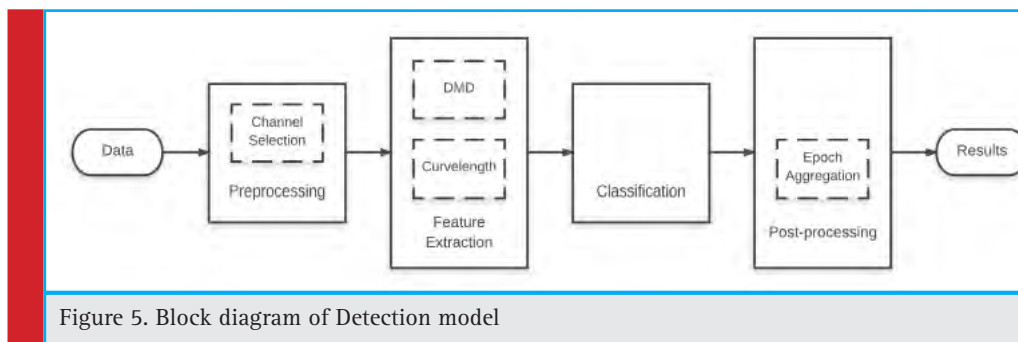 Data
Channel
Selection
Preprocessing
DMD
Curvelength
Feature
Extraction
Classification
Epoch
Aggregation
Post-processing
Results
Figure 5. Block diagram of Detection model